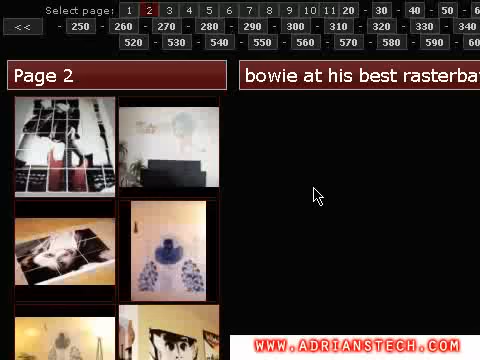 Select page: 1 2 3 4 5 6 7 8 9 10 11 20 - 30 - 40 - 50 -
<< - 250 - 260 - 270 - 280 - 290 - 300 - 310 - 320 - 330 - 340
520 - 530 - 540 - 550 - 560 - 570 - 580 - 590 -
Page 2
bowie at his best rasterba
WWW.ADRIANSTECH.COM